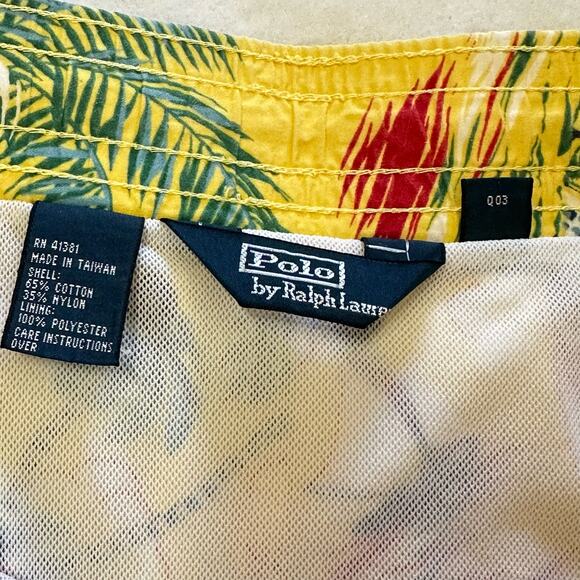 RN 41381
MADE IN TAIWAN
SHELL:
65% COTTON
35% NYLON
LINING:
100% POLYESTER
CARE INSTRUCTIONS
OVER
Polo
by Ralph Laure
Q03